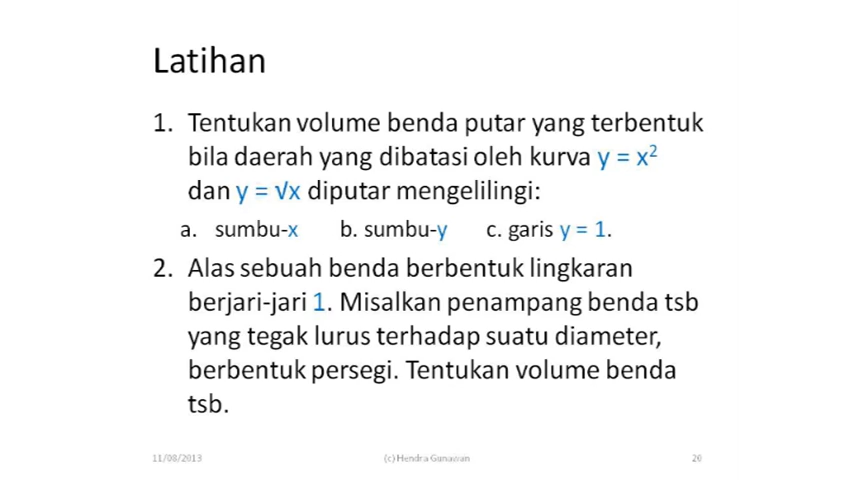 Latihan
1. Tentukan volume benda putar yang terbentuk
bila daerah yang dibatasi oleh kurva y = x²
dan y = √x diputar mengelilingi:
a. sumbu-x b. sumbu-y c. garis y = 1.
2. Alas sebuah benda berbentuk lingkaran
berjari-jari 1. Misalkan penampang benda tsb
yang tegak lurus terhadap suatu diameter,
berbentuk persegi. Tentukan volume benda
tsb.
11/08/2013 (c) Hendra Gunawan 20